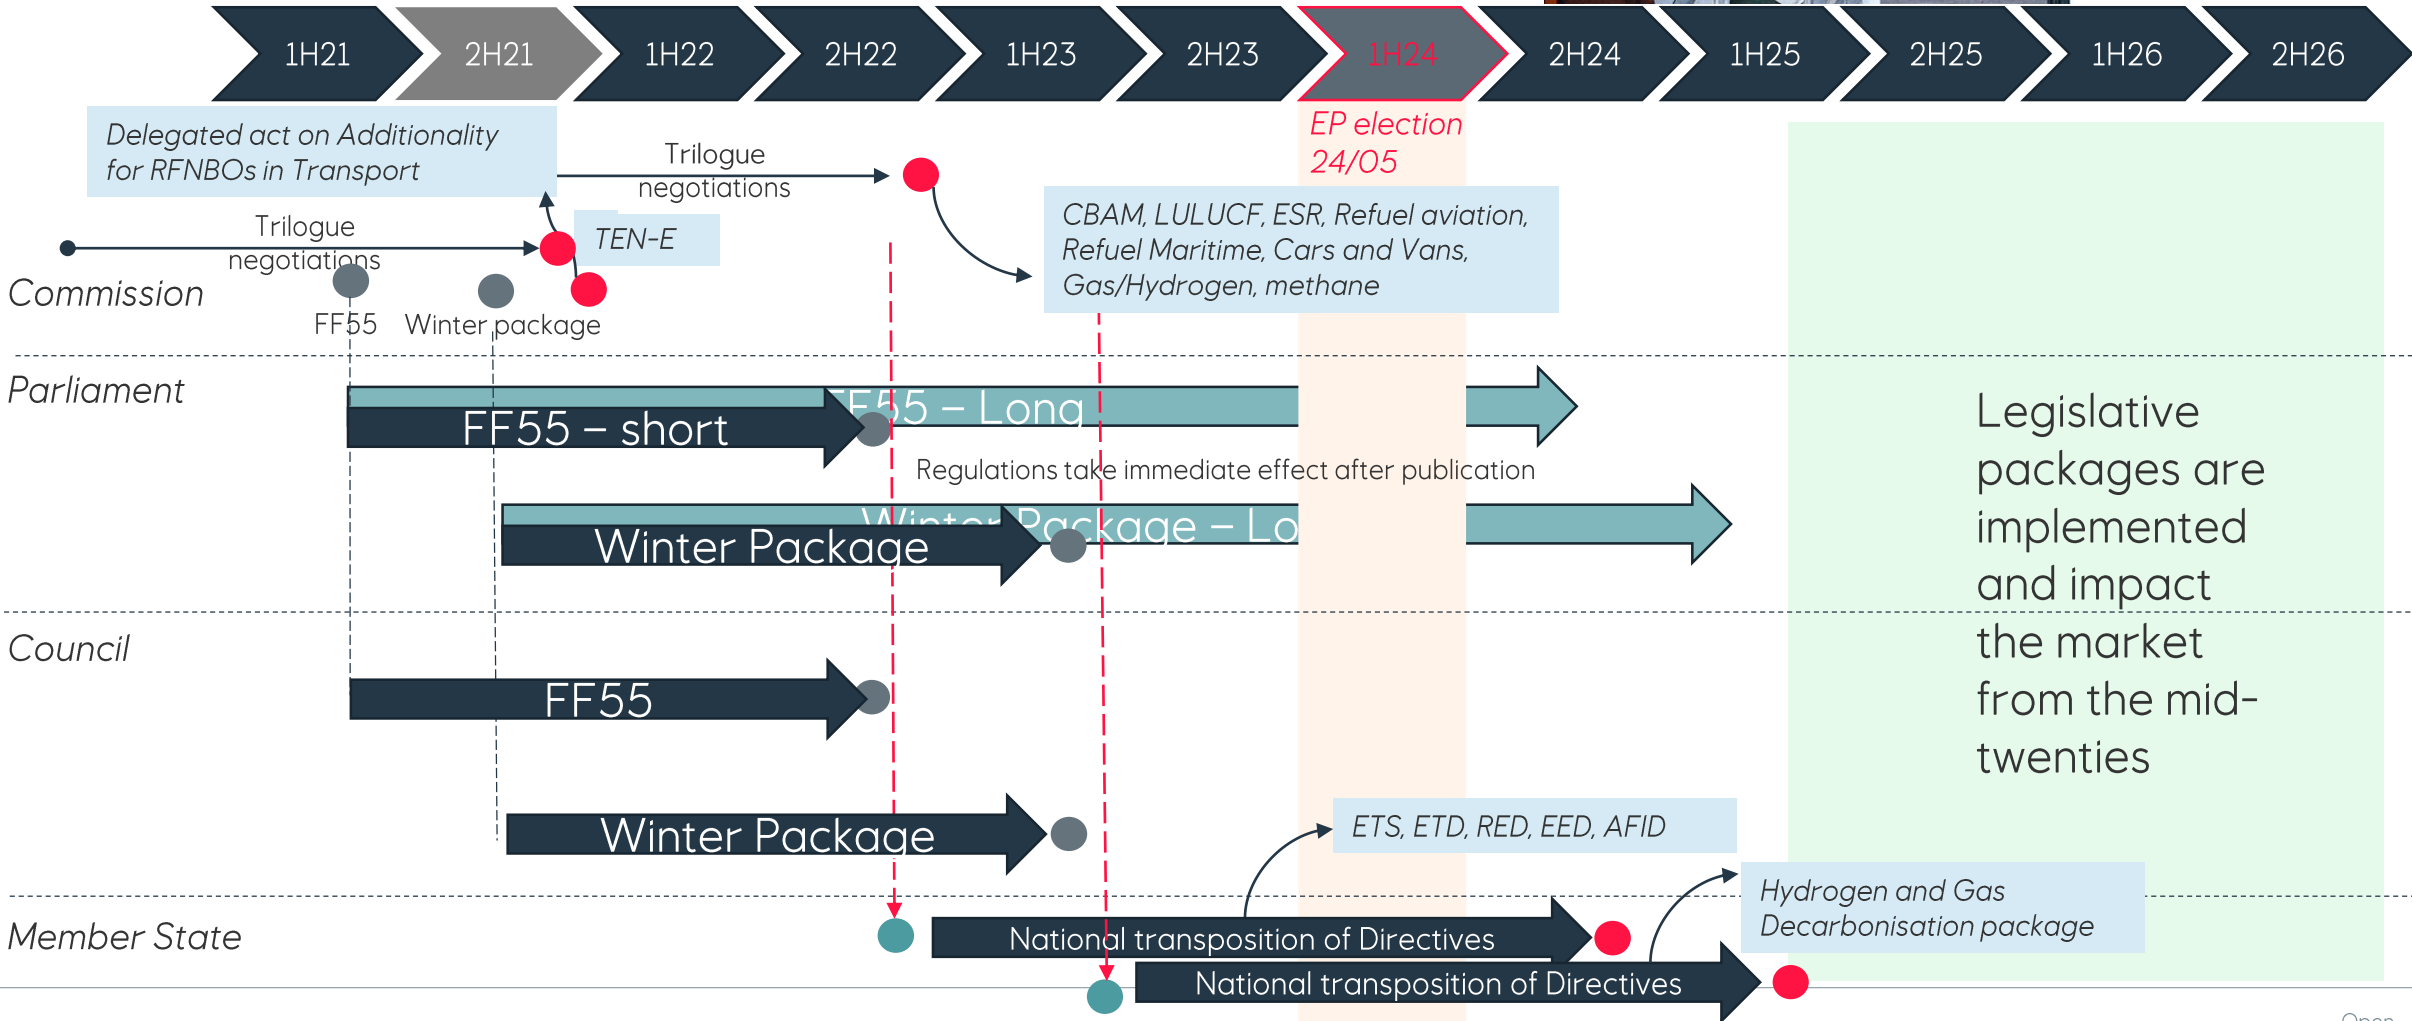 1H21
2H21
1H22
2H22
1H23
2H23
1H24
2H24
1H25
2H25
1H26
2H26
EP election
24/05
Delegated act on Additionality
for RFNBOs in Transport
Trilogue
negotiations
Trilogue
negotiations
TEN-E
CBAM, LULUCF, ESR, Refuel aviation,
Refuel Maritime, Cars and Vans,
Gas/Hydrogen, methane
Commission
FF55
Winter package
Parliament
FF55 – Long
FF55 – short
Regulations take immediate effect after publication
Winter Package – Lo
Winter Package
Legislative
packages are
implemented
and impact
the market
from the mid-
twenties
Council
FF55
Winter Package
ETS, ETD, RED, EED, AFID
Hydrogen and Gas
Decarbonisation package
Member State
National transposition of Directives
National transposition of Directives